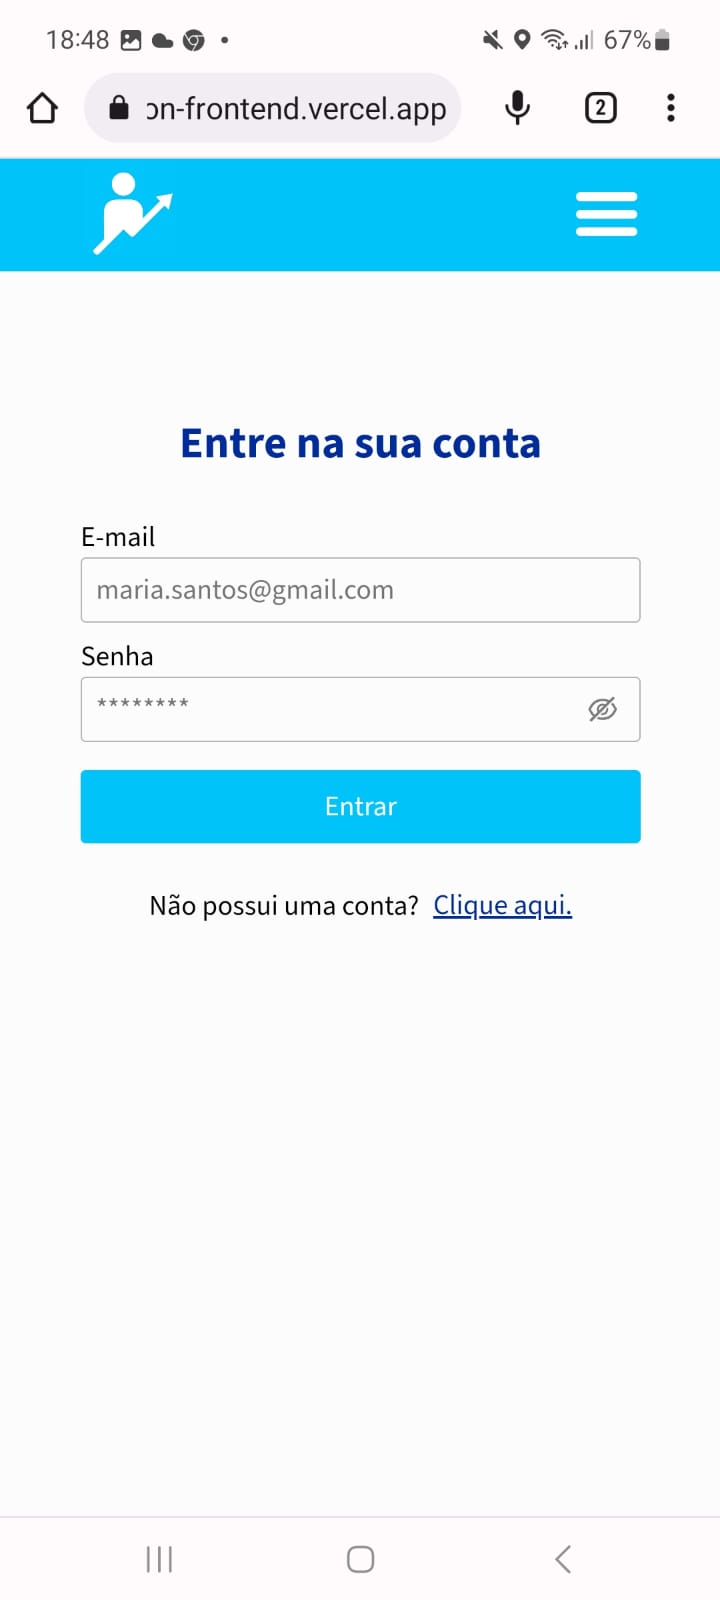 18:48 67%
on-frontend.vercel.app 2
Entre na sua conta
E-mail
maria.santos@gmail.com
Senha
********
Entrar
Não possui uma conta? Clique aqui.